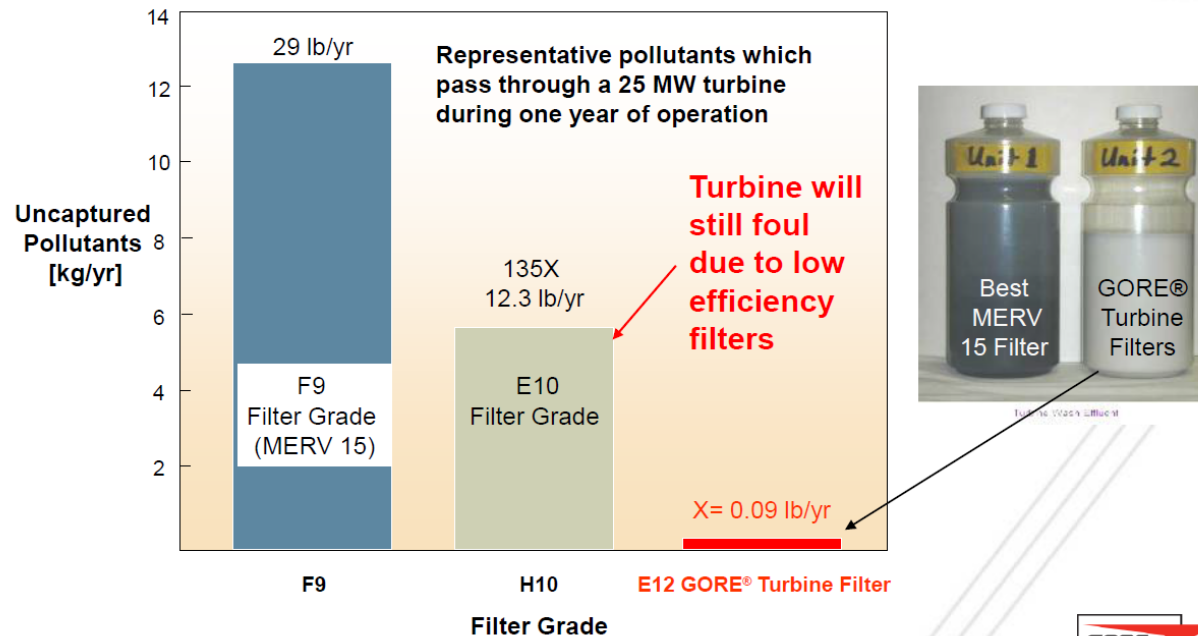 14
12
10
8
6
4
2
Uncaptured
Pollutants
[kg/yr]
29 lb/yr
Representative pollutants which
pass through a 25 MW turbine
during one year of operation
Turbine will
still foul
due to low
efficiency
filters
135X
12.3 lb/yr
F9
Filter Grade
(MERV 15)
E10
Filter Grade
X= 0.09 lb/yr
F9
H10
E12 GORE® Turbine Filter
Filter Grade
Unit 1
Unit 2
Best
MERV
15 Filter
GORE®
Turbine
Filters
Turbine Wash Effluent